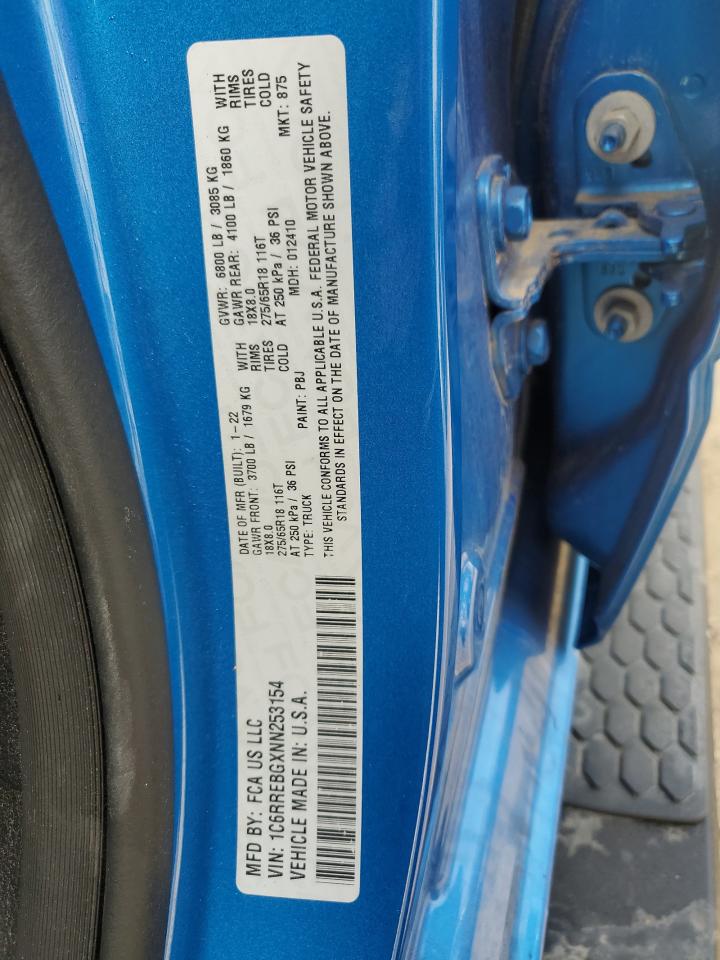 MFD BY: FCA US LLC
VIN: 1C6RREBGXNN253154
VEHICLE MADE IN: U.S.A.
DATE OF MFR (BUILT): 1-22 GVWR: 6800 LB / 3085 KG
GAWR FRONT: 3700 LB / 1679 KG WITH GAWR REAR: 4100 LB / 1860 KG WITH
18X8.0 RIMS 18X8.0 RIMS
275/65R18 116T TIRES 275/65R18 116T TIRES
AT 250 kPa / 36 PSI COLD AT 250 kPa / 36 PSI COLD
TYPE: TRUCK PAINT: PBJ MDH: 012410 MKT: 875
THIS VEHICLE CONFORMS TO ALL APPLICABLE U.S.A. FEDERAL MOTOR VEHICLE SAFETY
STANDARDS IN EFFECT ON THE DATE OF MANUFACTURE SHOWN ABOVE.